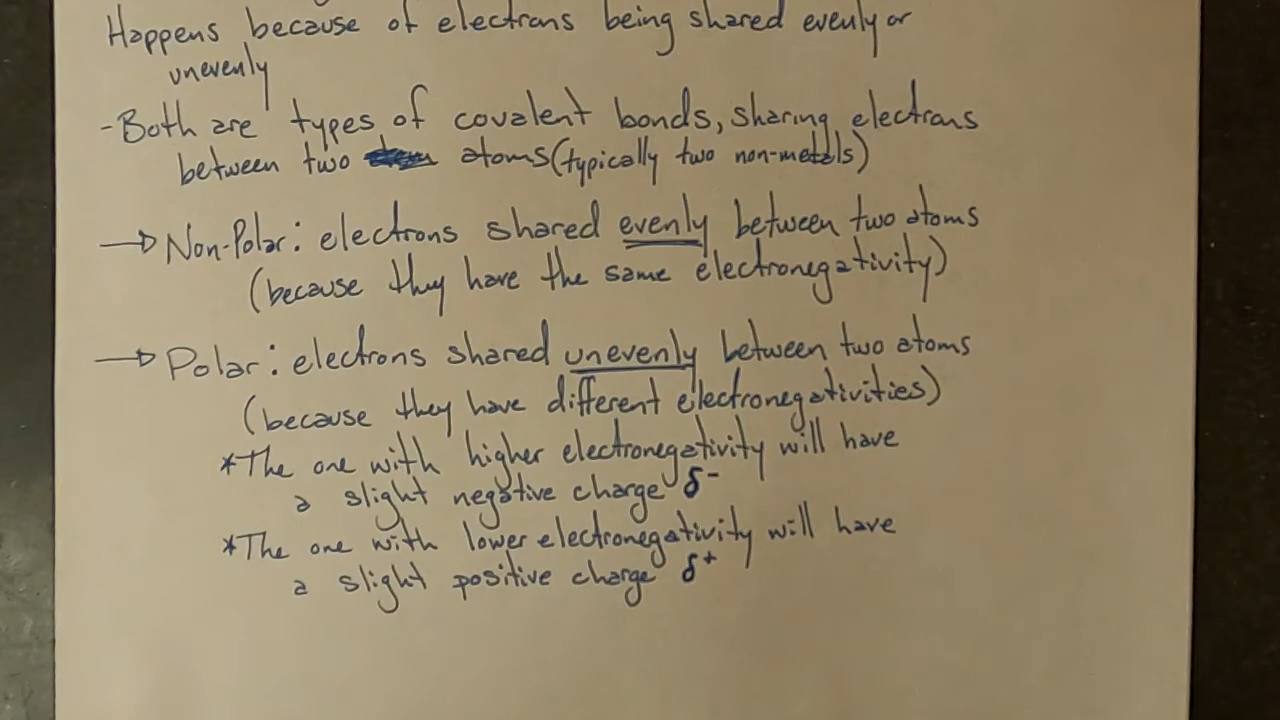 Happens because of electrons being shared evenly or
unevenly
-Both are types of covalent bonds, sharing electrons
between two atoms (typically two non-metals)
→ Non-Polar: electrons shared evenly between two atoms
(because they have the same electronegativity)
→ Polar: electrons shared unevenly between two atoms
(because they have different electronegativities)
*The one with higher electronegativity will have
a slight negative charge δ⁻
*The one with lower electronegativity will have
a slight positive charge δ⁺